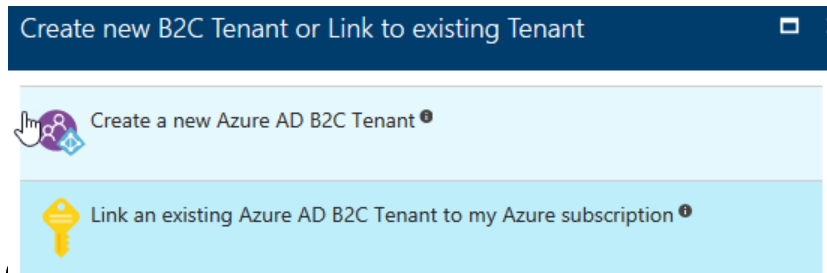 Create new B2C Tenant or Link to existing Tenant
Create a new Azure AD B2C Tenant
Link an existing Azure AD B2C Tenant to my Azure subscription